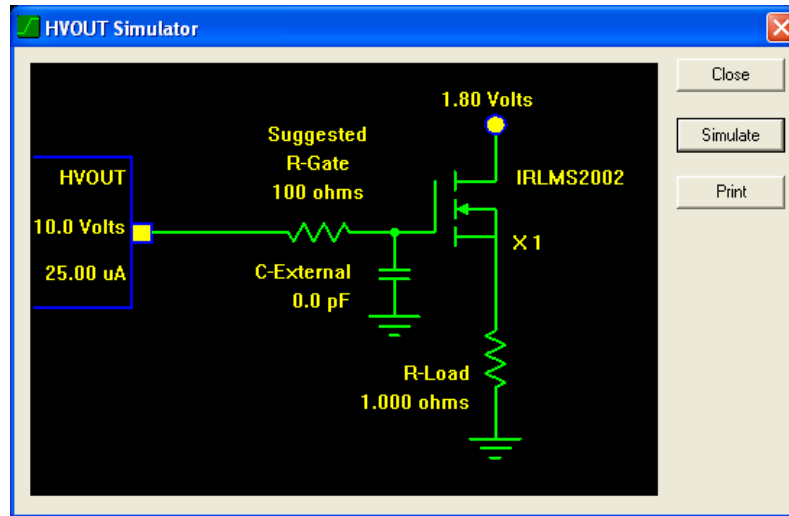 HVOUT Simulator
Close
Simulate
Print
1.80 Volts
Suggested
R-Gate
100 ohms
IRLMS2002
X 1
HVOUT
10.0 Volts
25.00 uA
C-External
0.0 pF
R-Load
1.000 ohms